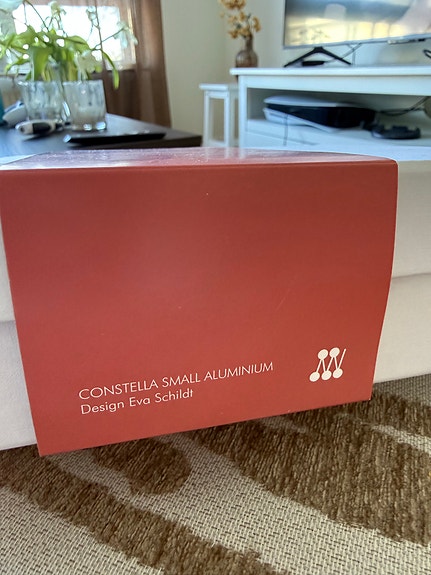 CONSTELLA SMALL ALUMINIUM
Design Eva Schildt